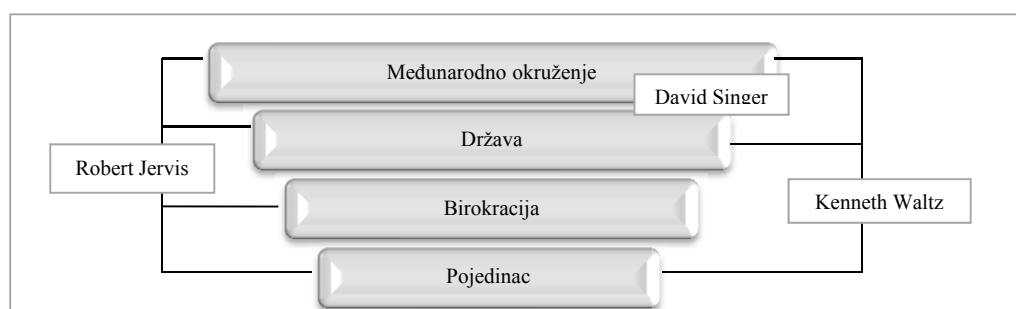 Međunarodno okruženje
David Singer
Država
Robert Jervis
Birokracija
Kenneth Waltz
Pojedinac